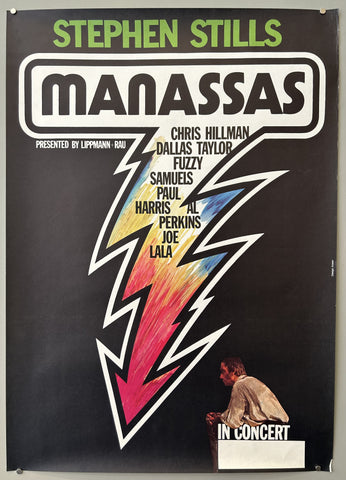 STEPHEN STILLS
MANASSAS
PRESENTED BY LIPPMANN+RAU
CHRIS HILLMAN
DALLAS TAYLOR
FUZZY
SAMUELS
PAUL
HARRIS AL
PERKINS
JOE
LALA
IN CONCERT